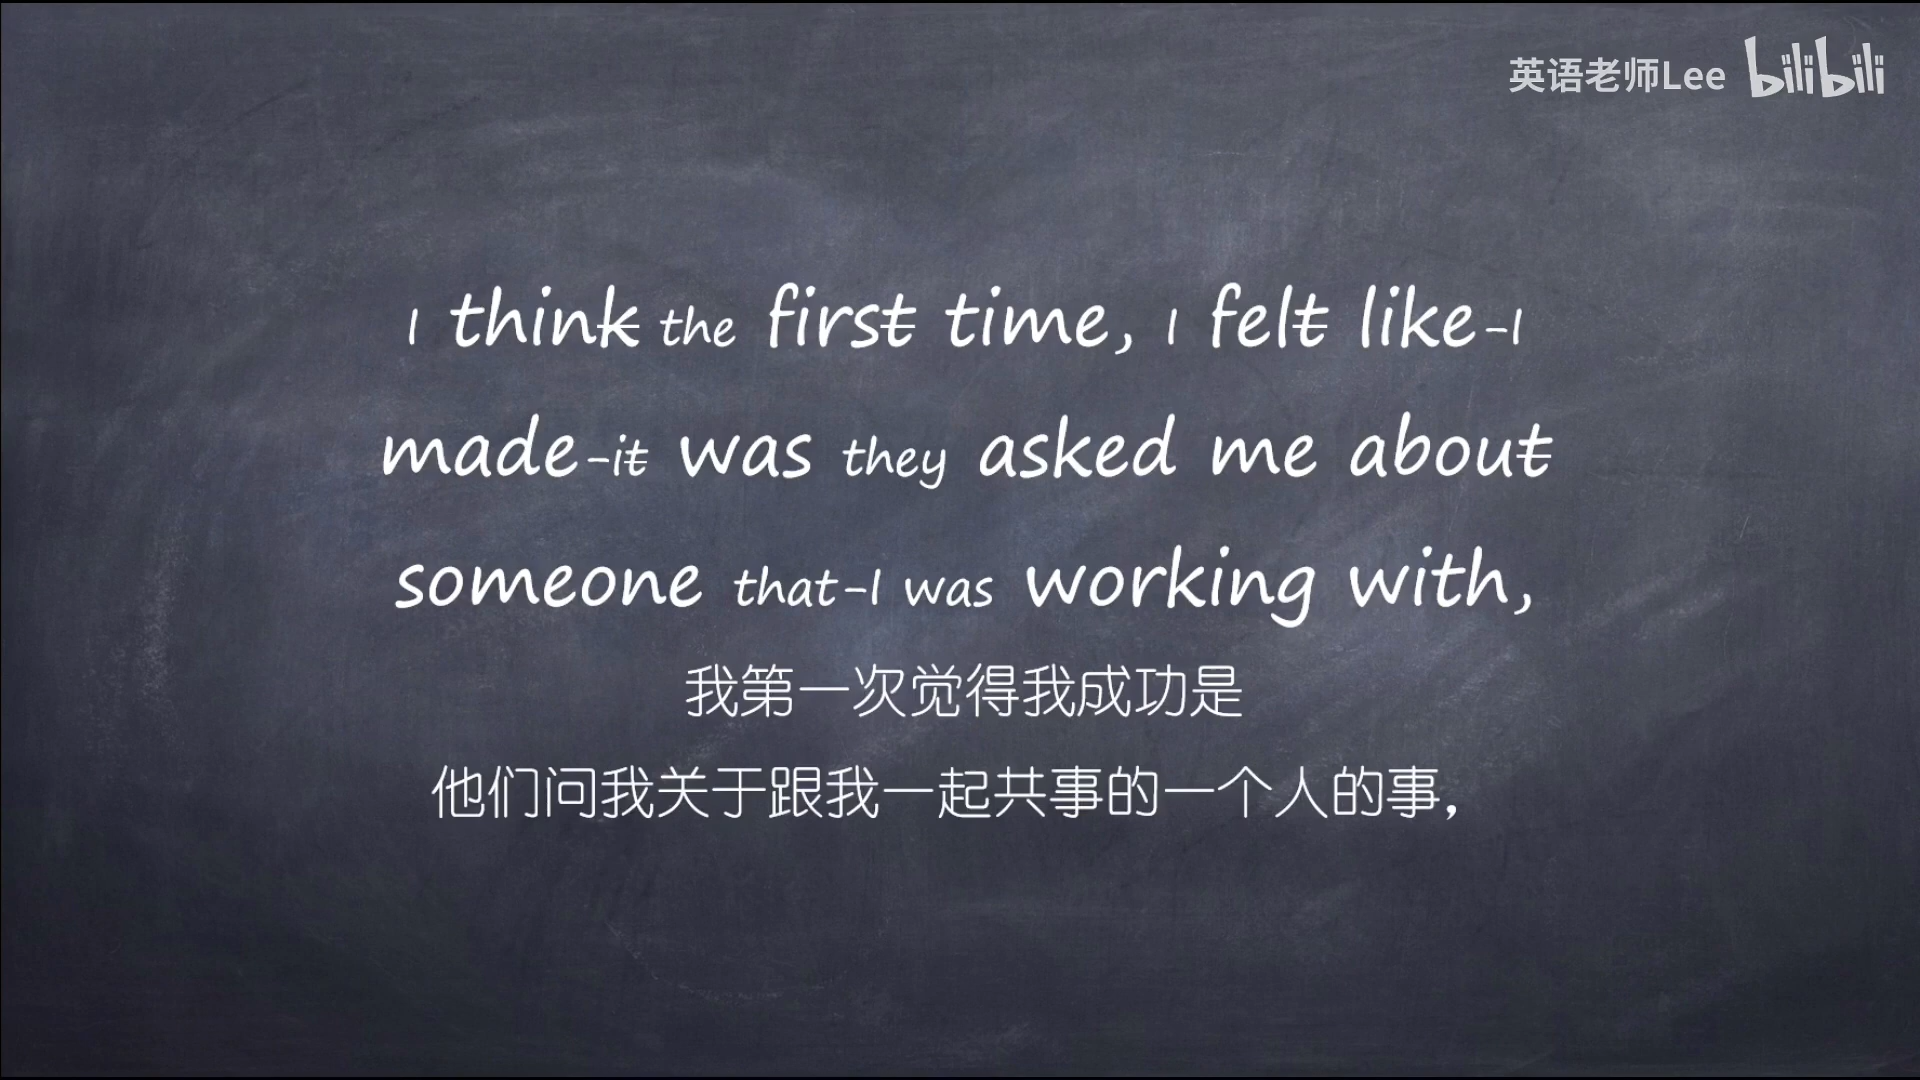 英语老师Lee bilibili
I think the first time, I felt like-I
made-it was they asked me about
someone that-I was working with,
我第一次觉得我成功是
他们问我关于跟我一起共事的一个人的事，